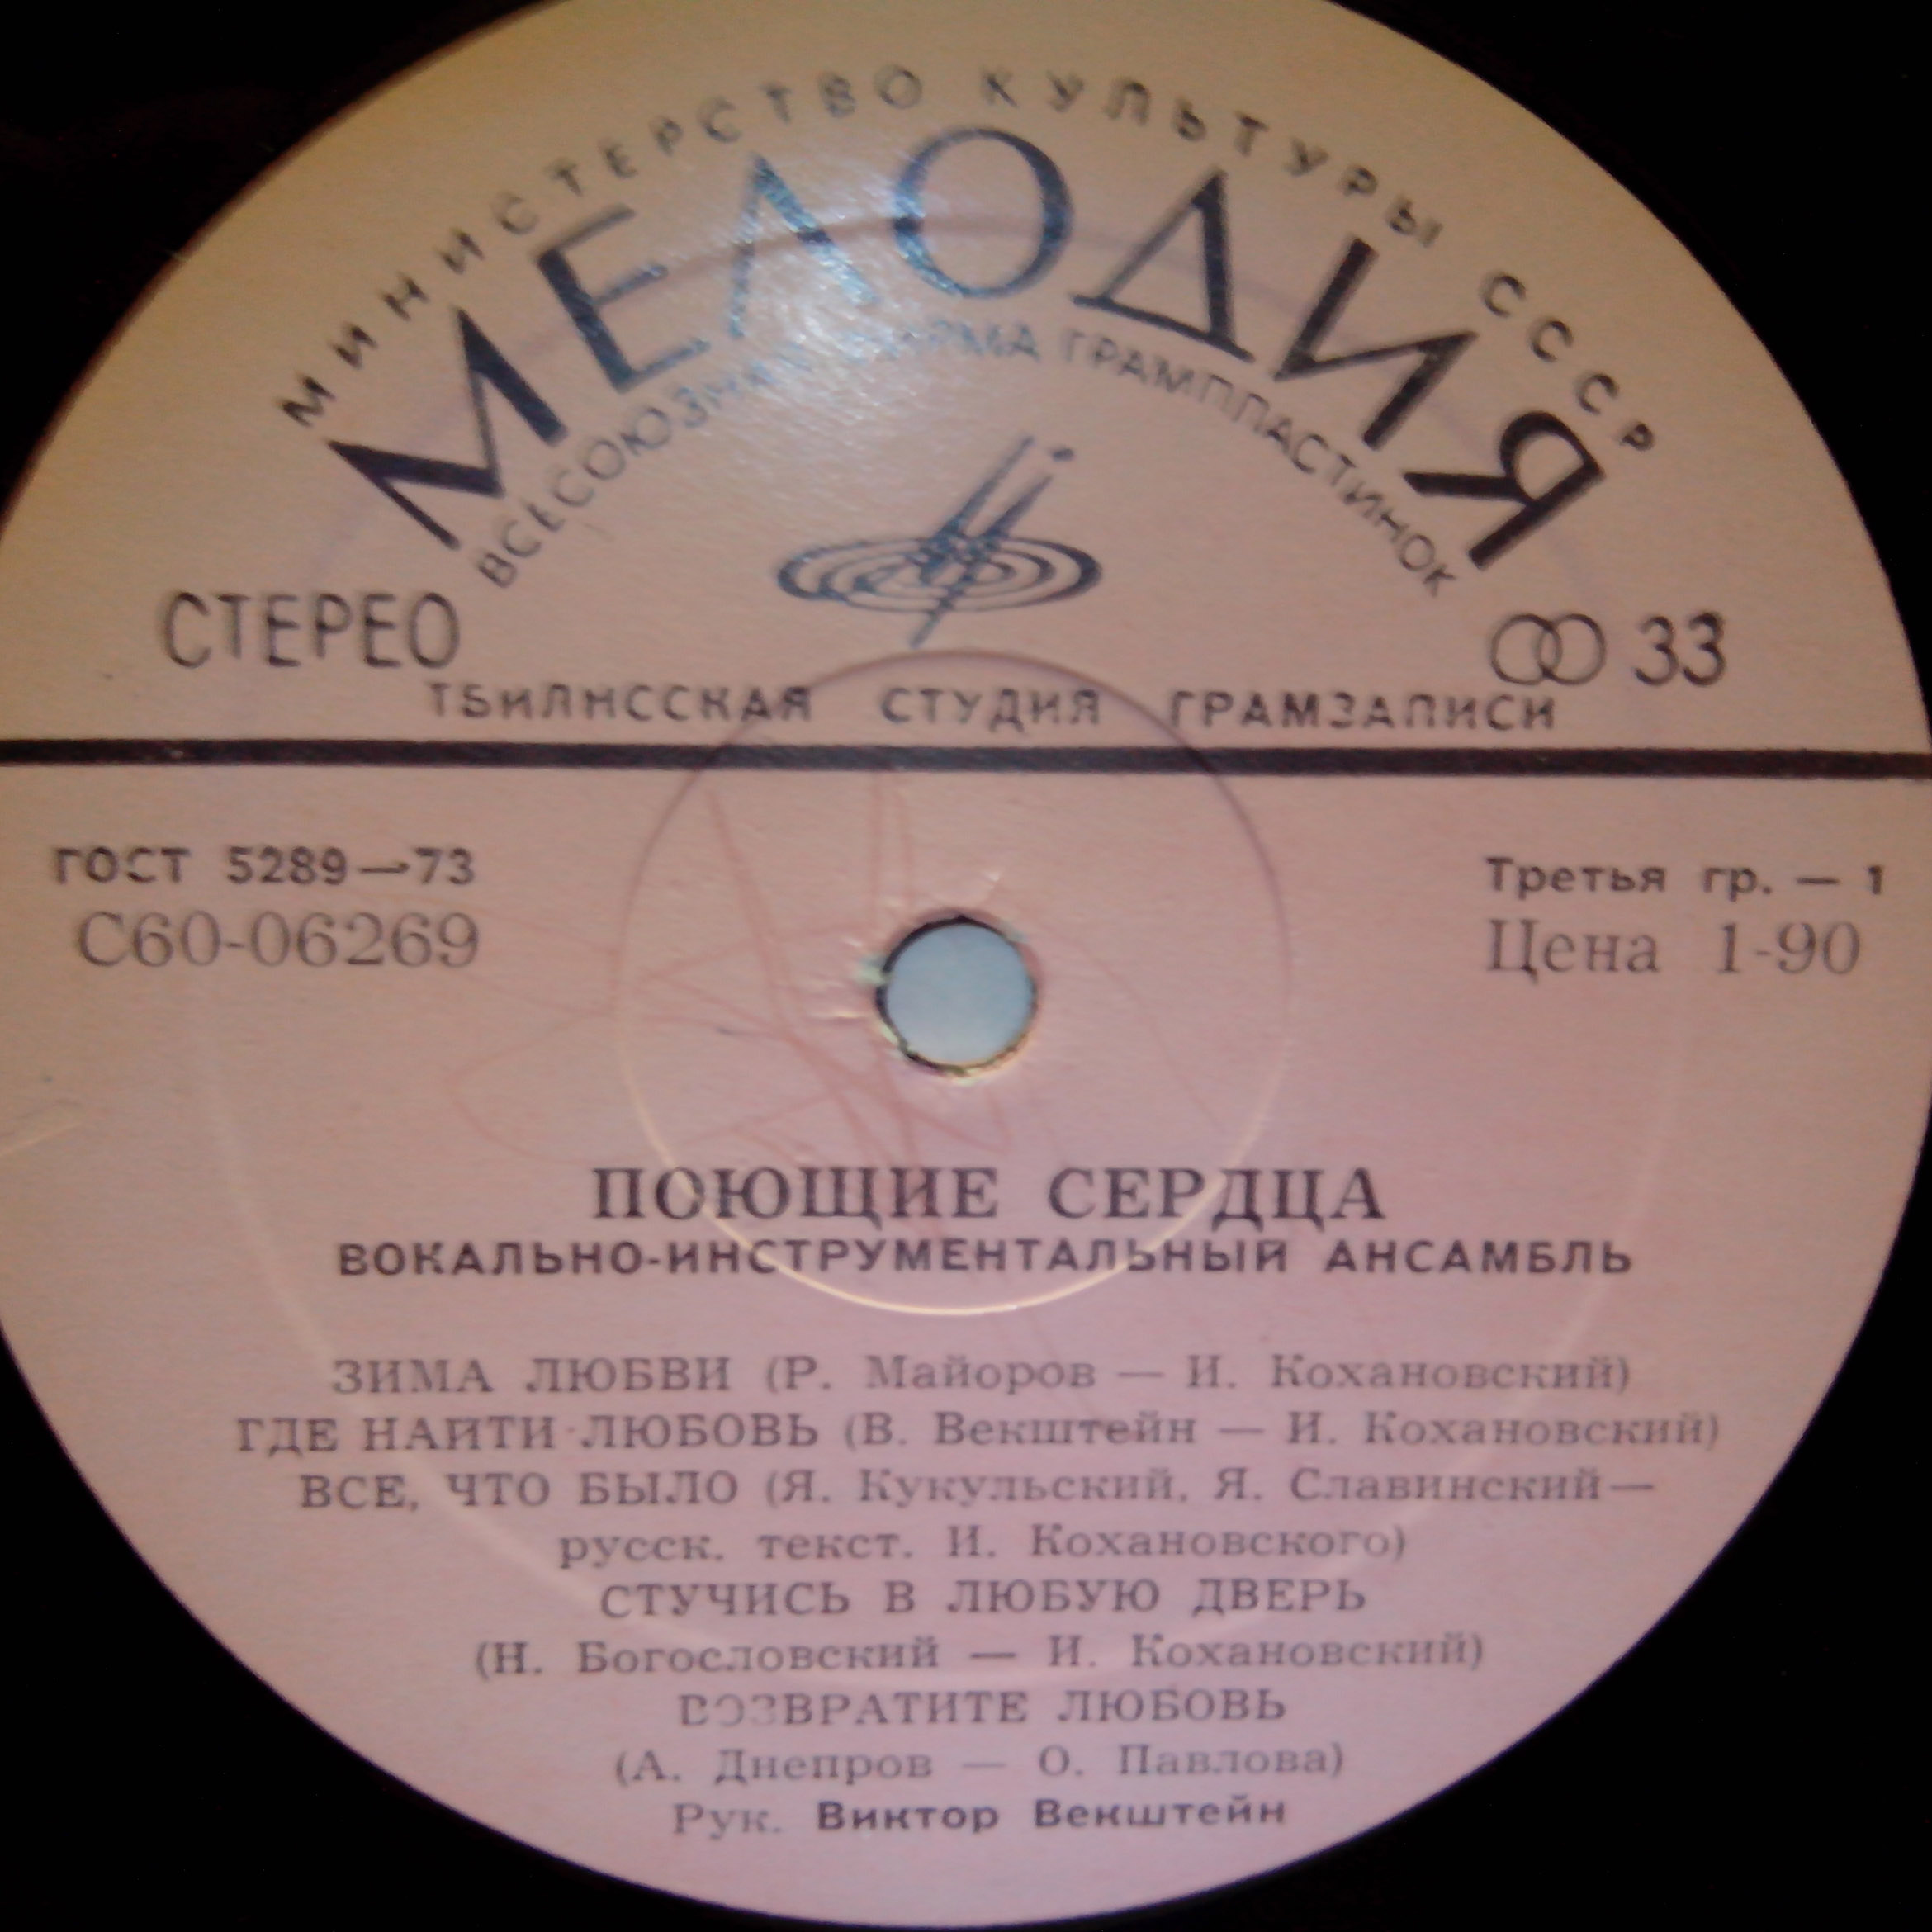 МИНИСТЕРСТВО КУЛЬТУРЫ СССР
МЕЛОДИЯ
ВСЕСОЮЗНАЯ ФИРМА ГРАМПЛАСТИНОК
СТЕРЕО
33
ТБИЛИССКАЯ СТУДИЯ ГРАМЗАПИСИ
ГОСТ 5289—73
Третья гр. — 1
С60-06269
Цена 1-90
ПОЮЩИЕ СЕРДЦА
ВОКАЛЬНО-ИНСТРУМЕНТАЛЬНЫЙ АНСАМБЛЬ
ЗИМА ЛЮБВИ (Р. Майоров — И. Кохановский)
ГДЕ НАЙТИ ЛЮБОВЬ (В. Векштейн — И. Кохановский)
ВСЕ, ЧТО БЫЛО (Я. Кукульский, Я. Славинский—
русск. текст. И. Кохановского)
СТУЧИСЬ В ЛЮБУЮ ДВЕРЬ
(Н. Богословский — И. Кохановский)
ВОЗВРАТИТЕ ЛЮБОВЬ
(А. Днепров — О. Павлова)
Рук. Виктор Векштейн